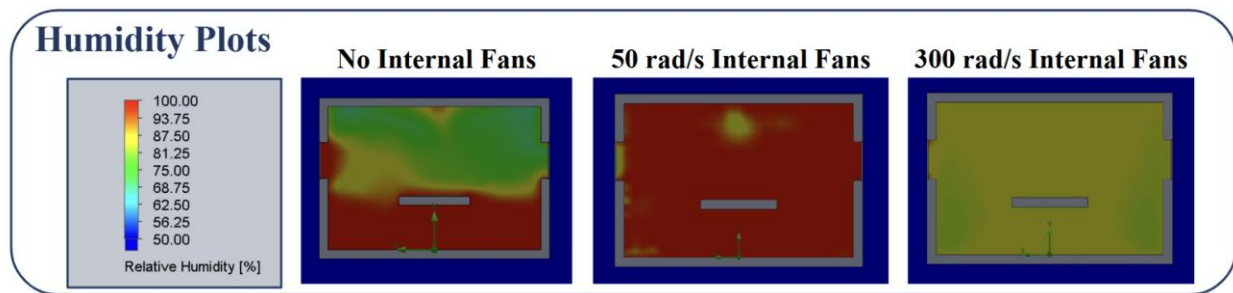 Humidity Plots
No Internal Fans
50 rad/s Internal Fans
300 rad/s Internal Fans
100.00
93.75
87.50
81.25
75.00
68.75
62.50
56.25
50.00
Relative Humidity [%]